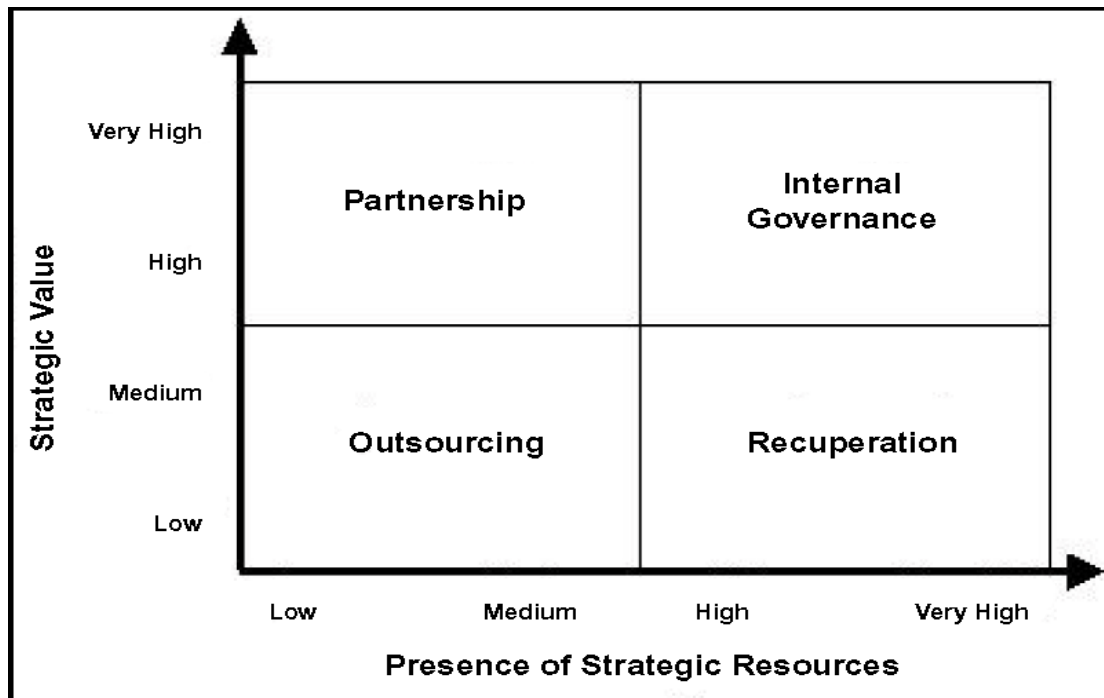 Very High
High
Medium
Low
Strategic Value
Partnership
Internal
Governance
Outsourcing
Recuperation
Low Medium High Very High
Presence of Strategic Resources